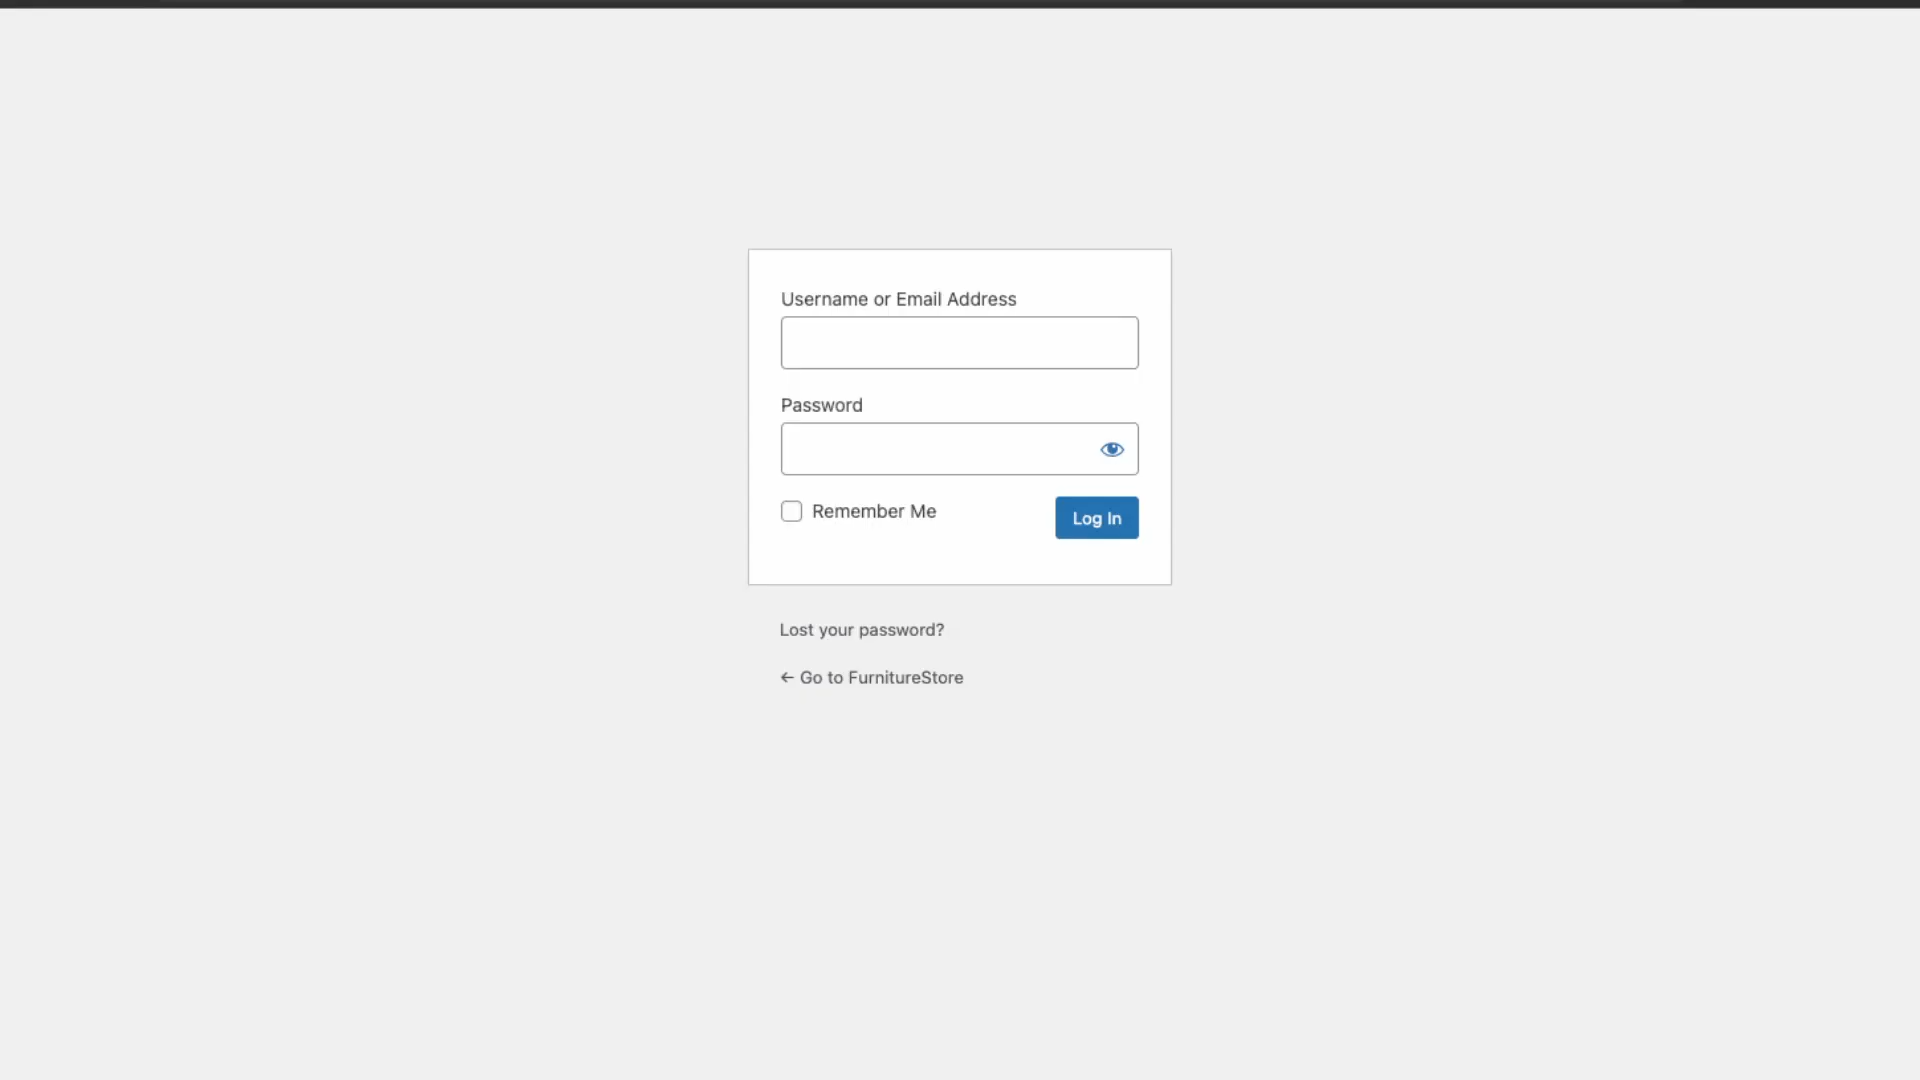 Username or Email Address
Password
Remember Me
Log In
Lost your password?
← Go to FurnitureStore